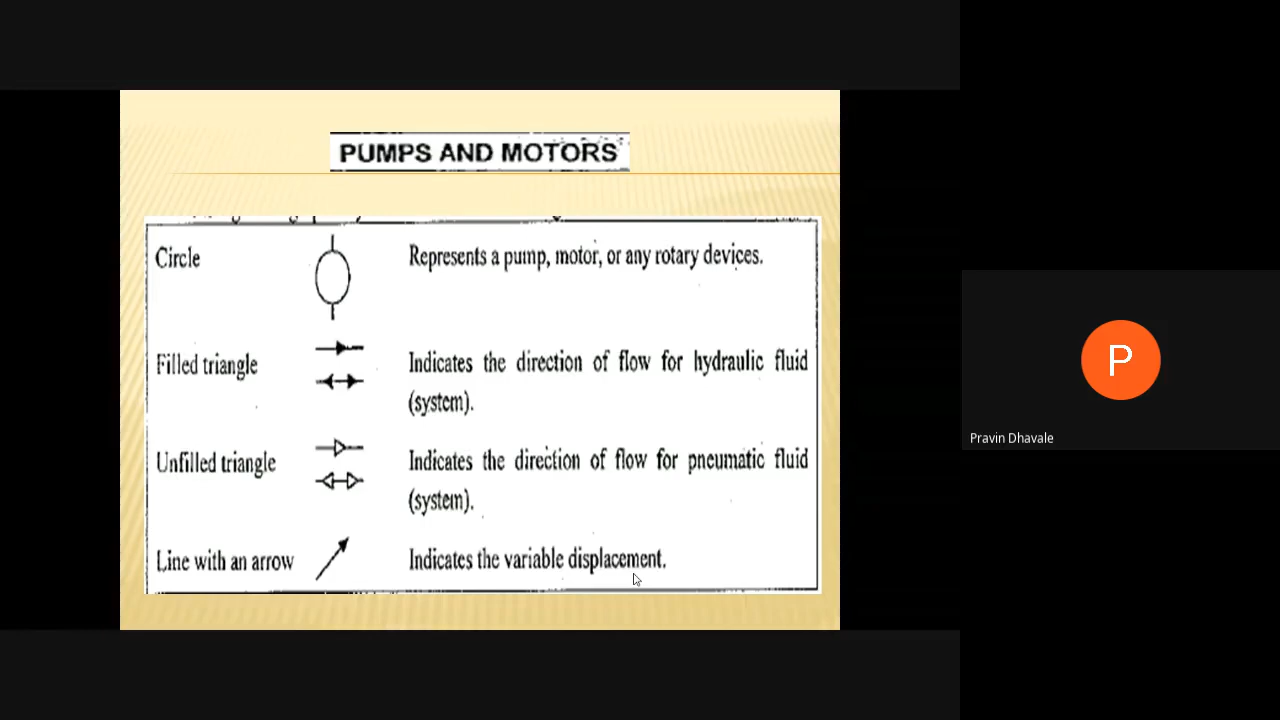 PUMPS AND MOTORS
Circle Represents a pump, motor, or any rotary devices.
Filled triangle Indicates the direction of flow for hydraulic fluid
(system).
Unfilled triangle Indicates the direction of flow for pneumatic fluid
(system).
Line with an arrow Indicates the variable displacement.
P
Pravin Dhavale